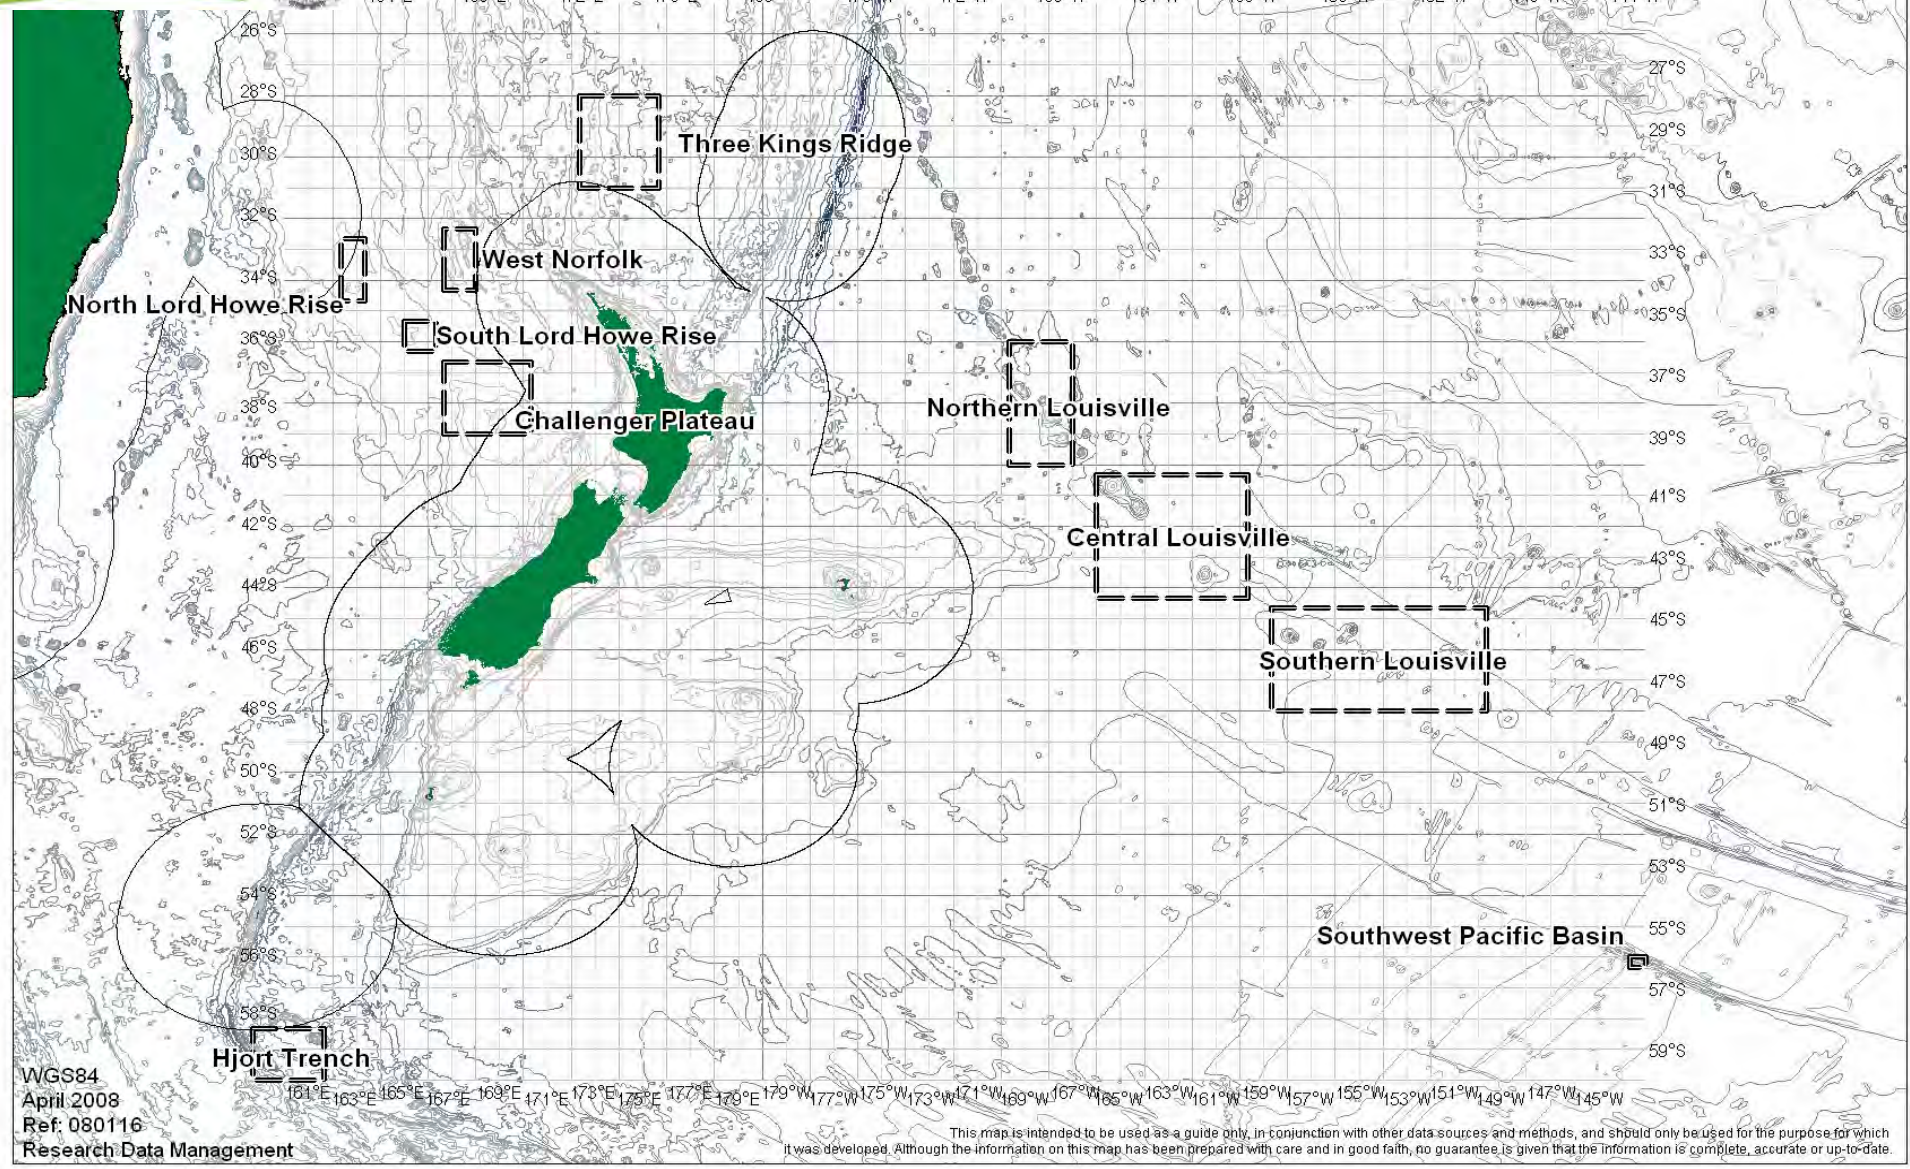 26°S
27°S
28°S
29°S
Three Kings Ridge
30°S
31°S
32°S
33°S
West Norfolk
34°S
North Lord Howe Rise
35°S
36°S
South Lord Howe Rise
37°S
38°S
Northern Louisville
Challenger Plateau
39°S
40°S
41°S
42°S
Central Louisville
43°S
44°S
45°S
46°S
Southern Louisville
47°S
48°S
49°S
50°S
51°S
52°S
53°S
54°S
55°S
Southwest Pacific Basin
56°S
57°S
58°S
59°S
Hjort Trench
161°E 163°E 165°E 167°E 169°E 171°E 173°E 175°E 177°E 179°E 179°W 177°W 175°W 173°W 171°W 169°W 167°W 165°W 163°W 161°W 159°W 157°W 155°W 153°W 151°W 149°W 147°W 145°W
WGS84
April 2008
Ref: 080116
Research Data Management
This map is intended to be used as a guide only, in conjunction with other data sources and methods, and should only be used for the purpose for which
it was developed. Although the information on this map has been prepared with care and in good faith, no guarantee is given that the information is complete, accurate or up-to-date.